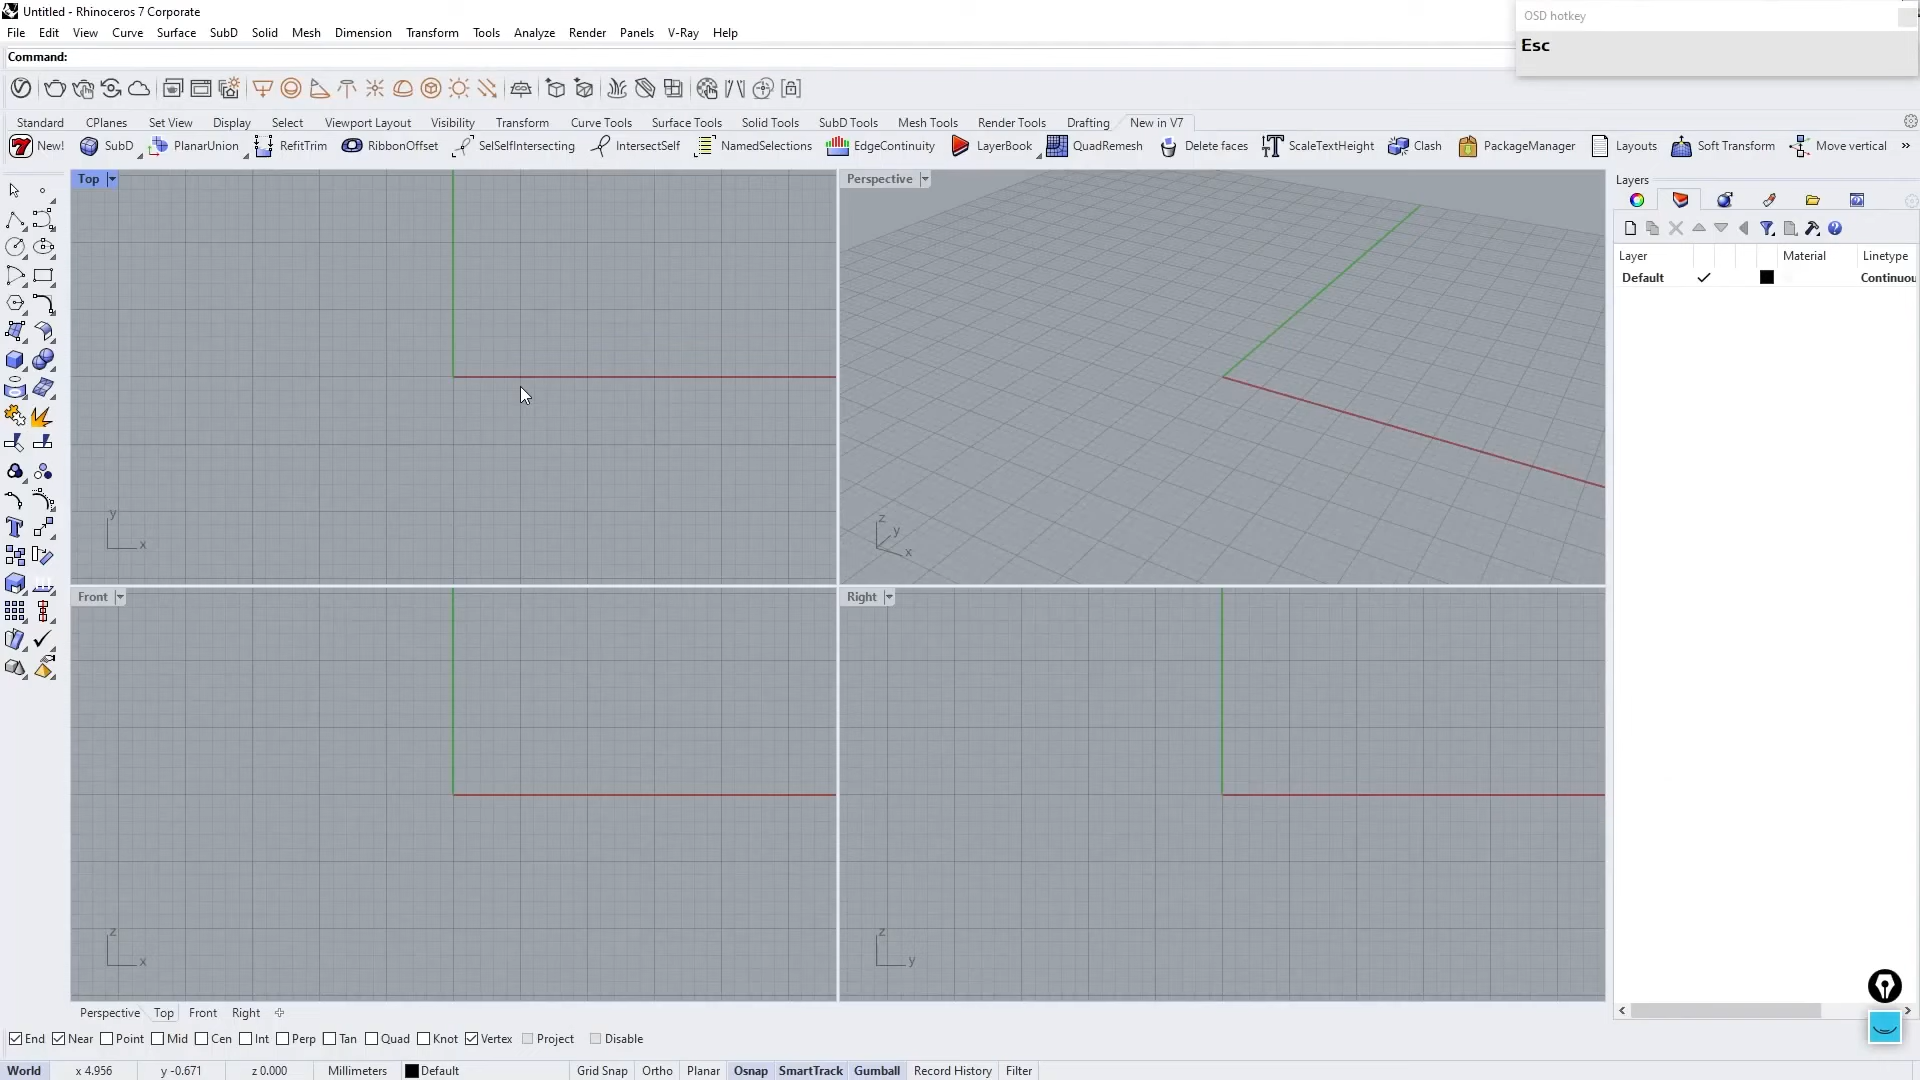 Untitled - Rhinoceros 7 Corporate
OSD hotkey
Esc
File Edit View Curve Surface SubD Solid Mesh Dimension Transform Tools Analyze Render Panels V-Ray Help
Command:
Standard CPlanes Set View Display Select Viewport Layout Visibility Transform Curve Tools Surface Tools Solid Tools SubD Tools Mesh Tools Render Tools Drafting New in V7
7 New! SubD PlanarUnion RefitTrim RibbonOffset SelSelfIntersecting IntersectSelf NamedSelections EdgeContinuity LayerBook QuadRemesh Delete faces ScaleTextHeight Clash PackageManager Layouts Soft Transform Move vertical »
Top
Perspective
Layers
Layer Material Linetype
Default Continuou
y
x
z
y
x
Front
Right
z
x
z
y
Perspective Top Front Right
End Near Point Mid Cen Int Perp Tan Quad Knot Vertex Project Disable
World x 4.956 y -0.671 z 0.000 Millimeters Default Grid Snap Ortho Planar Osnap SmartTrack Gumball Record History Filter